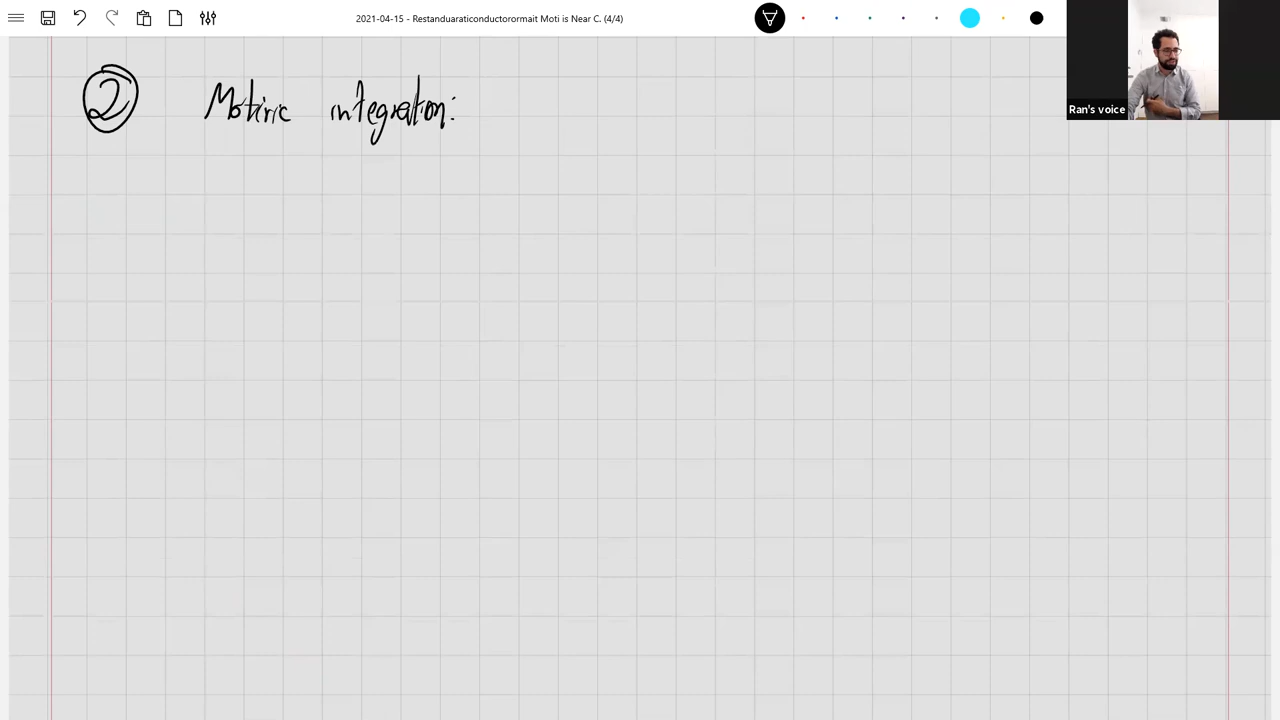 2021-04-15 - Restanduaraticonductorormait Moti is Near C. (4/4)
Ran's voice
② Motivic integration: